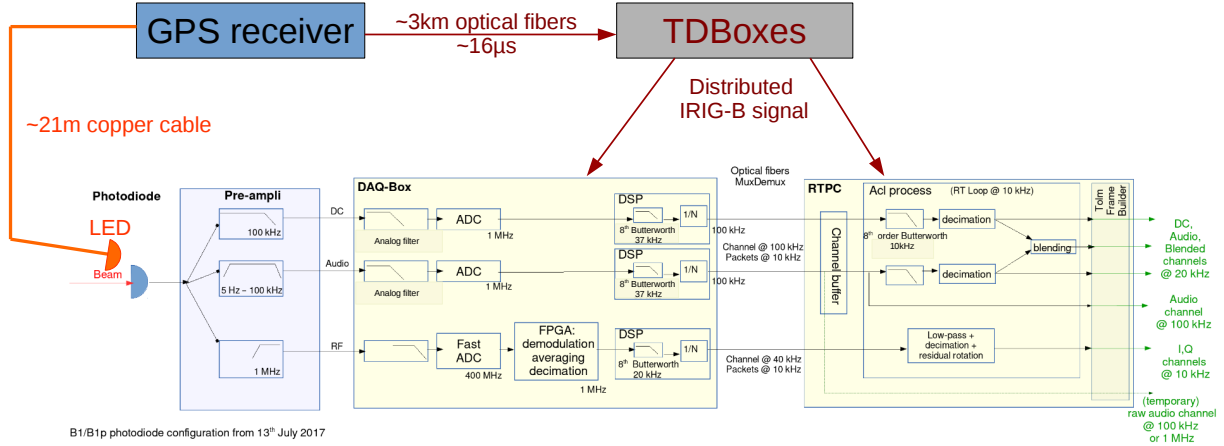 GPS receiver
~3km optical fibers
~16µs
TDBoxes
Distributed
IRIG-B signal
~21m copper cable
Optical fibers
MuxDemux
Photodiode
Pre-ampli
DAQ-Box
DSP
RTPC
Acl process
(RT Loop @ 10 kHz)
Tolm
Frame
Builder
LED
Beam
DC
100 kHz
Analog filter
ADC
1 MHz
1/N
8th Butterworth
37 kHz
100 kHz
Channel @ 100 kHz
Packets @ 10 kHz
Channel buffer
8th order Butterworth
10kHz
decimation
blending
DC,
Audio,
Blended
channels
@ 20 kHz
Audio
5 Hz – 100 kHz
Analog filter
ADC
1 MHz
DSP
1/N
8th Butterworth
37 kHz
100 kHz
decimation
Audio
channel
@ 100 kHz
RF
1 MHz
Fast
ADC
400 MHz
FPGA:
demodulation
averaging
decimation
1 MHz
DSP
1/N
8th Butterworth
20 kHz
Channel @ 40 kHz
Packets @ 10 kHz
Low-pass +
decimation +
residual rotation
I,Q
channels
@ 10 kHz
(temporary)
raw audio channel
@ 100 kHz
or 1 MHz
B1/B1p photodiode configuration from 13th July 2017